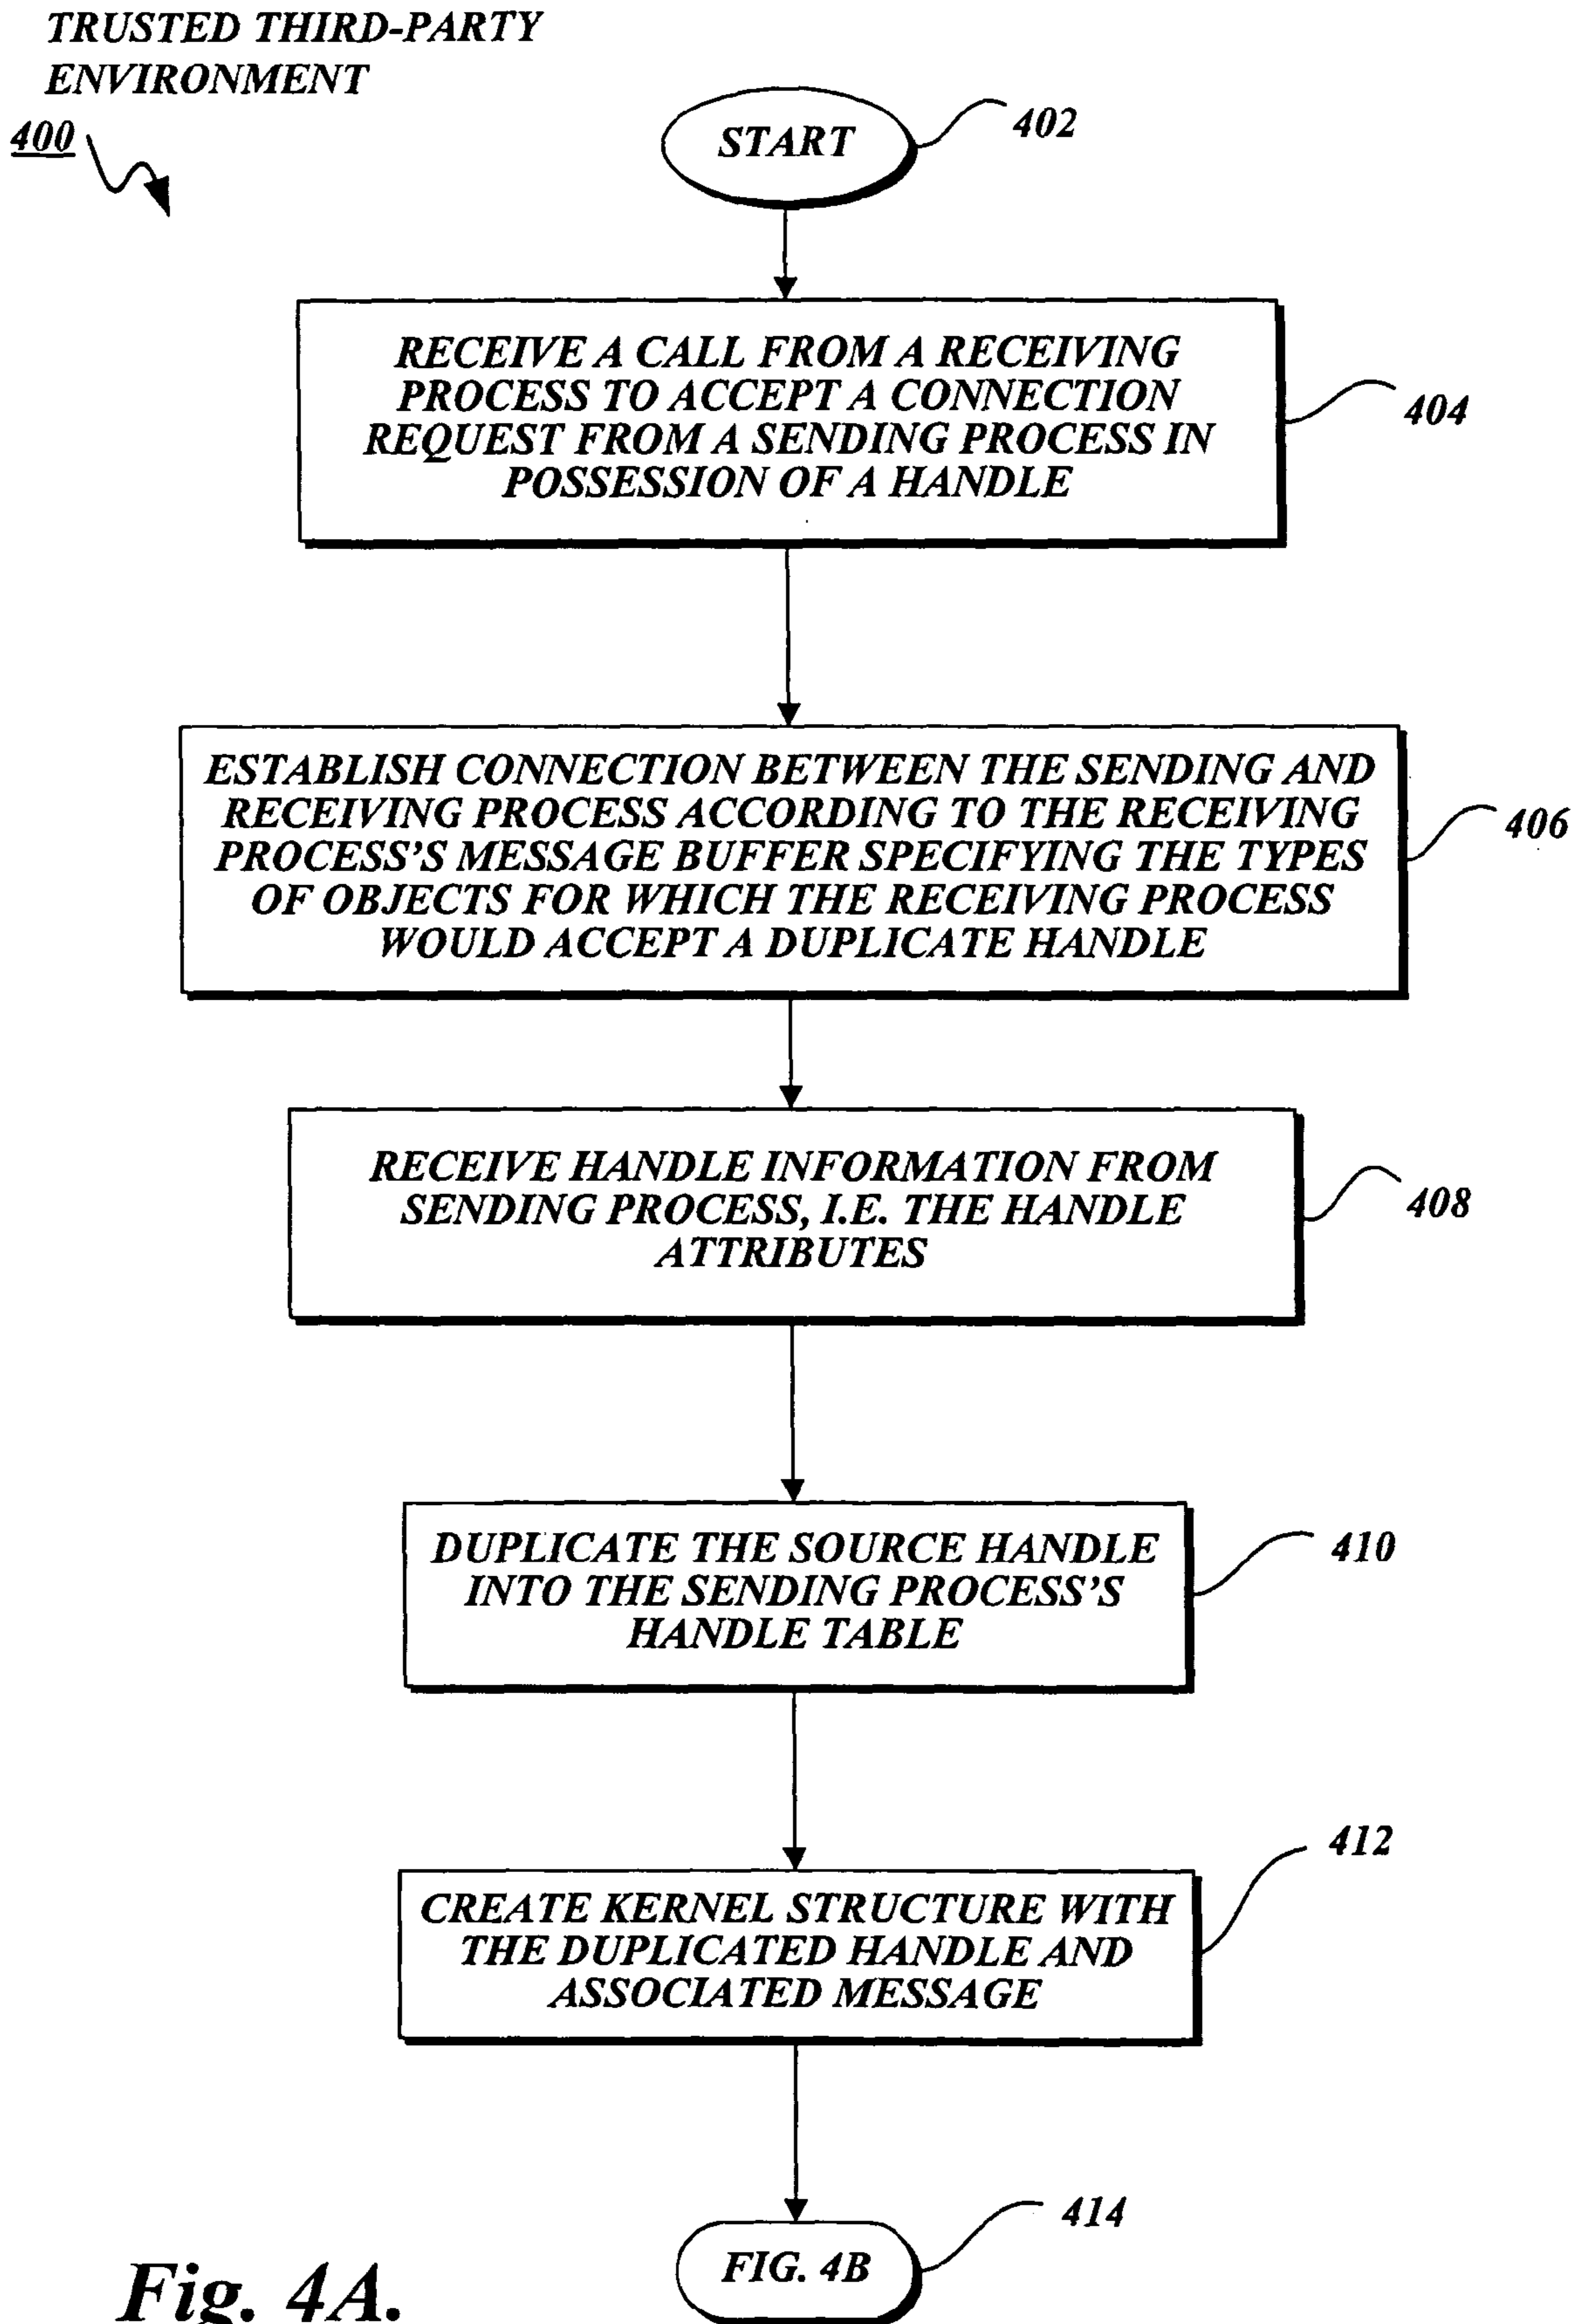 TRUSTED THIRD-PARTY
ENVIRONMENT
400
START
402
RECEIVE A CALL FROM A RECEIVING
PROCESS TO ACCEPT A CONNECTION
REQUEST FROM A SENDING PROCESS IN
POSSESSION OF A HANDLE
404
ESTABLISH CONNECTION BETWEEN THE SENDING AND
RECEIVING PROCESS ACCORDING TO THE RECEIVING
PROCESS'S MESSAGE BUFFER SPECIFYING THE TYPES
OF OBJECTS FOR WHICH THE RECEIVING PROCESS
WOULD ACCEPT A DUPLICATE HANDLE
406
RECEIVE HANDLE INFORMATION FROM
SENDING PROCESS, I.E. THE HANDLE
ATTRIBUTES
408
DUPLICATE THE SOURCE HANDLE
INTO THE SENDING PROCESS'S
HANDLE TABLE
410
CREATE KERNEL STRUCTURE WITH
THE DUPLICATED HANDLE AND
ASSOCIATED MESSAGE
412
FIG. 4B
414
Fig. 4A.